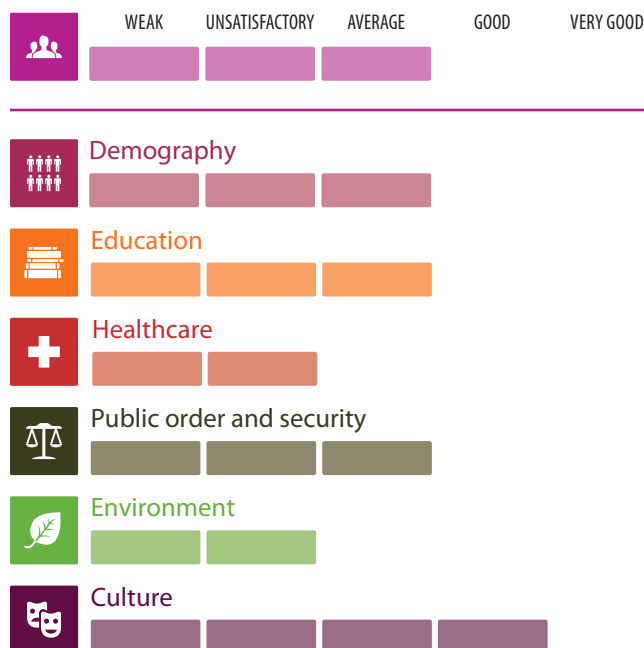 WEAK UNSATISFACTORY AVERAGE GOOD VERY GOOD
Demography
Education
Healthcare
Public order and security
Environment
Culture